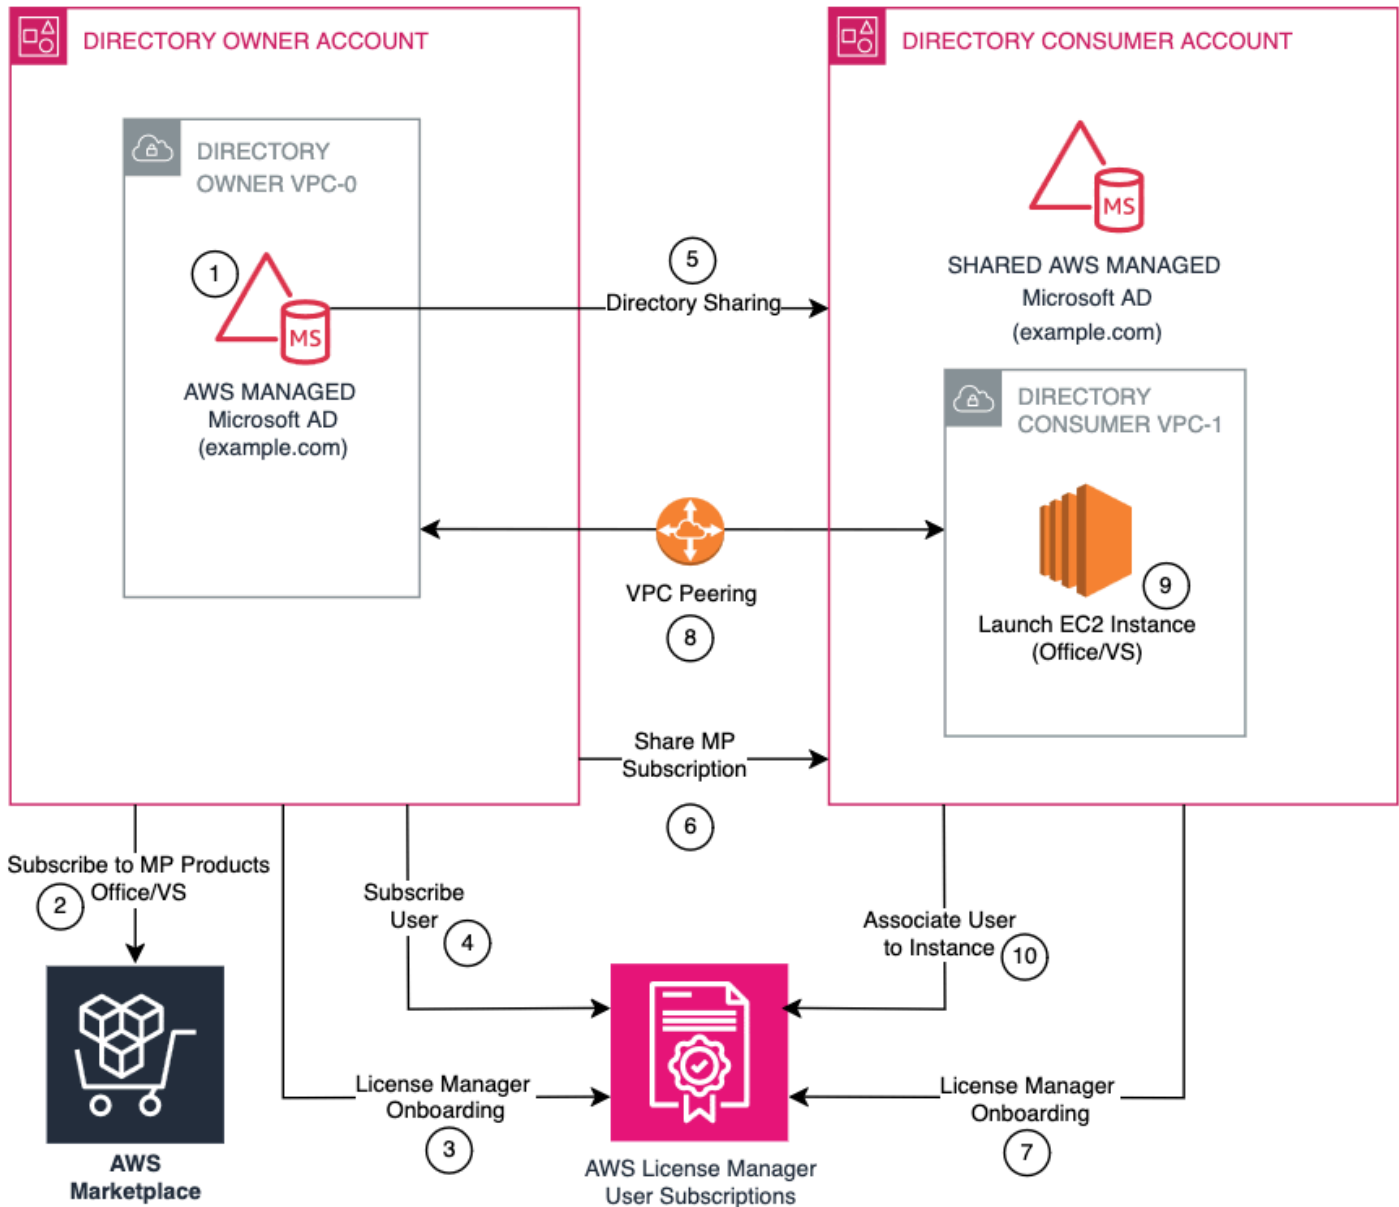 DIRECTORY OWNER ACCOUNT
DIRECTORY CONSUMER ACCOUNT
DIRECTORY
OWNER VPC-0
1
MS
AWS MANAGED
Microsoft AD
(example.com)
5
Directory Sharing
MS
SHARED AWS MANAGED
Microsoft AD
(example.com)
DIRECTORY
CONSUMER VPC-1
VPC Peering
8
9
Launch EC2 Instance
(Office/VS)
Share MP
Subscription
6
Subscribe to MP Products
Office/VS
2
Subscribe
User
4
Associate User
to Instance
10
License Manager
Onboarding
3
License Manager
Onboarding
7
AWS
Marketplace
AWS License Manager
User Subscriptions